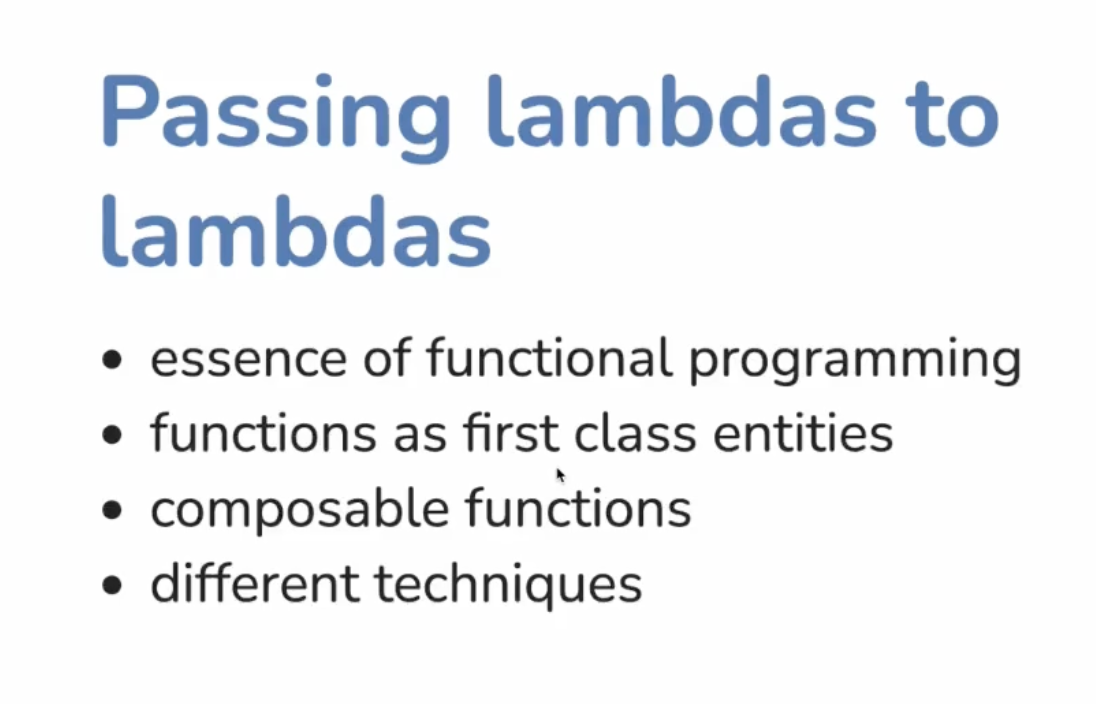 Passing lambdas to
lambdas
• essence of functional programming
• functions as first class entities
• composable functions
• different techniques